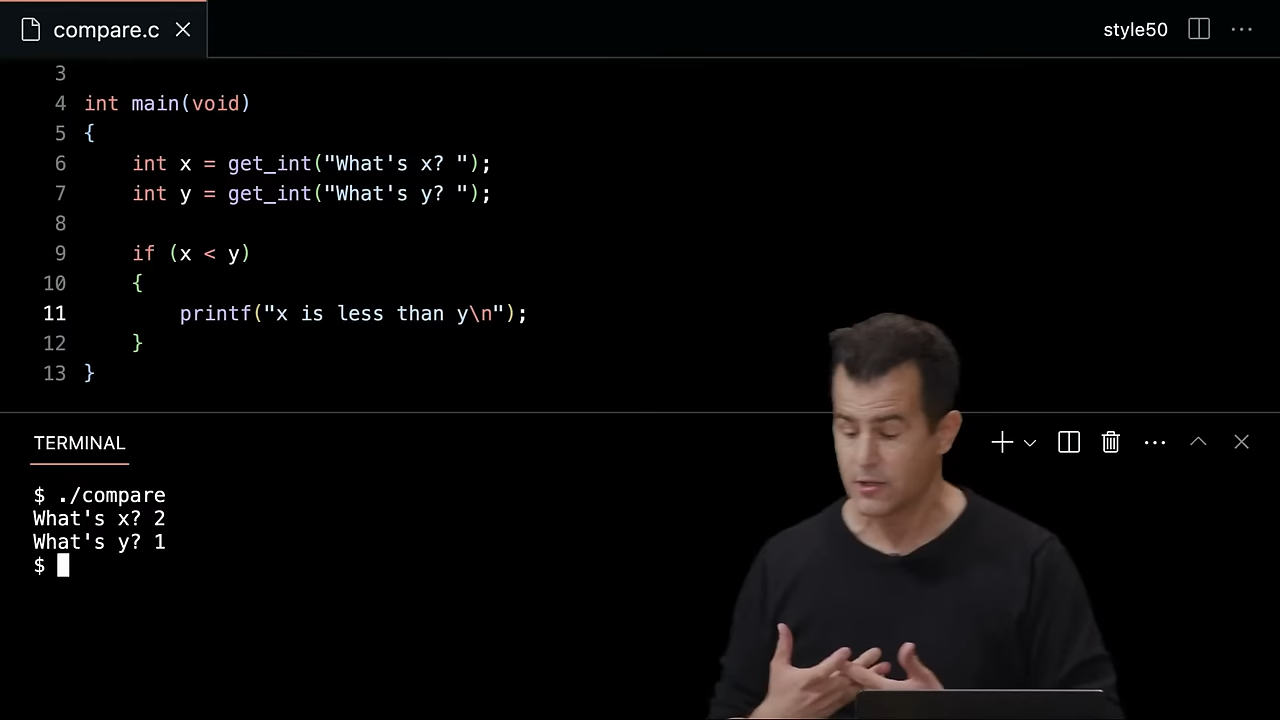 compare.c
style50
3
4 int main(void)
5 {
6     int x = get_int("What's x? ");
7     int y = get_int("What's y? ");
8
9     if (x < y)
10     {
11         printf("x is less than y\n");
12     }
13 }
TERMINAL
$ ./compare
What's x? 2
What's y? 1
$